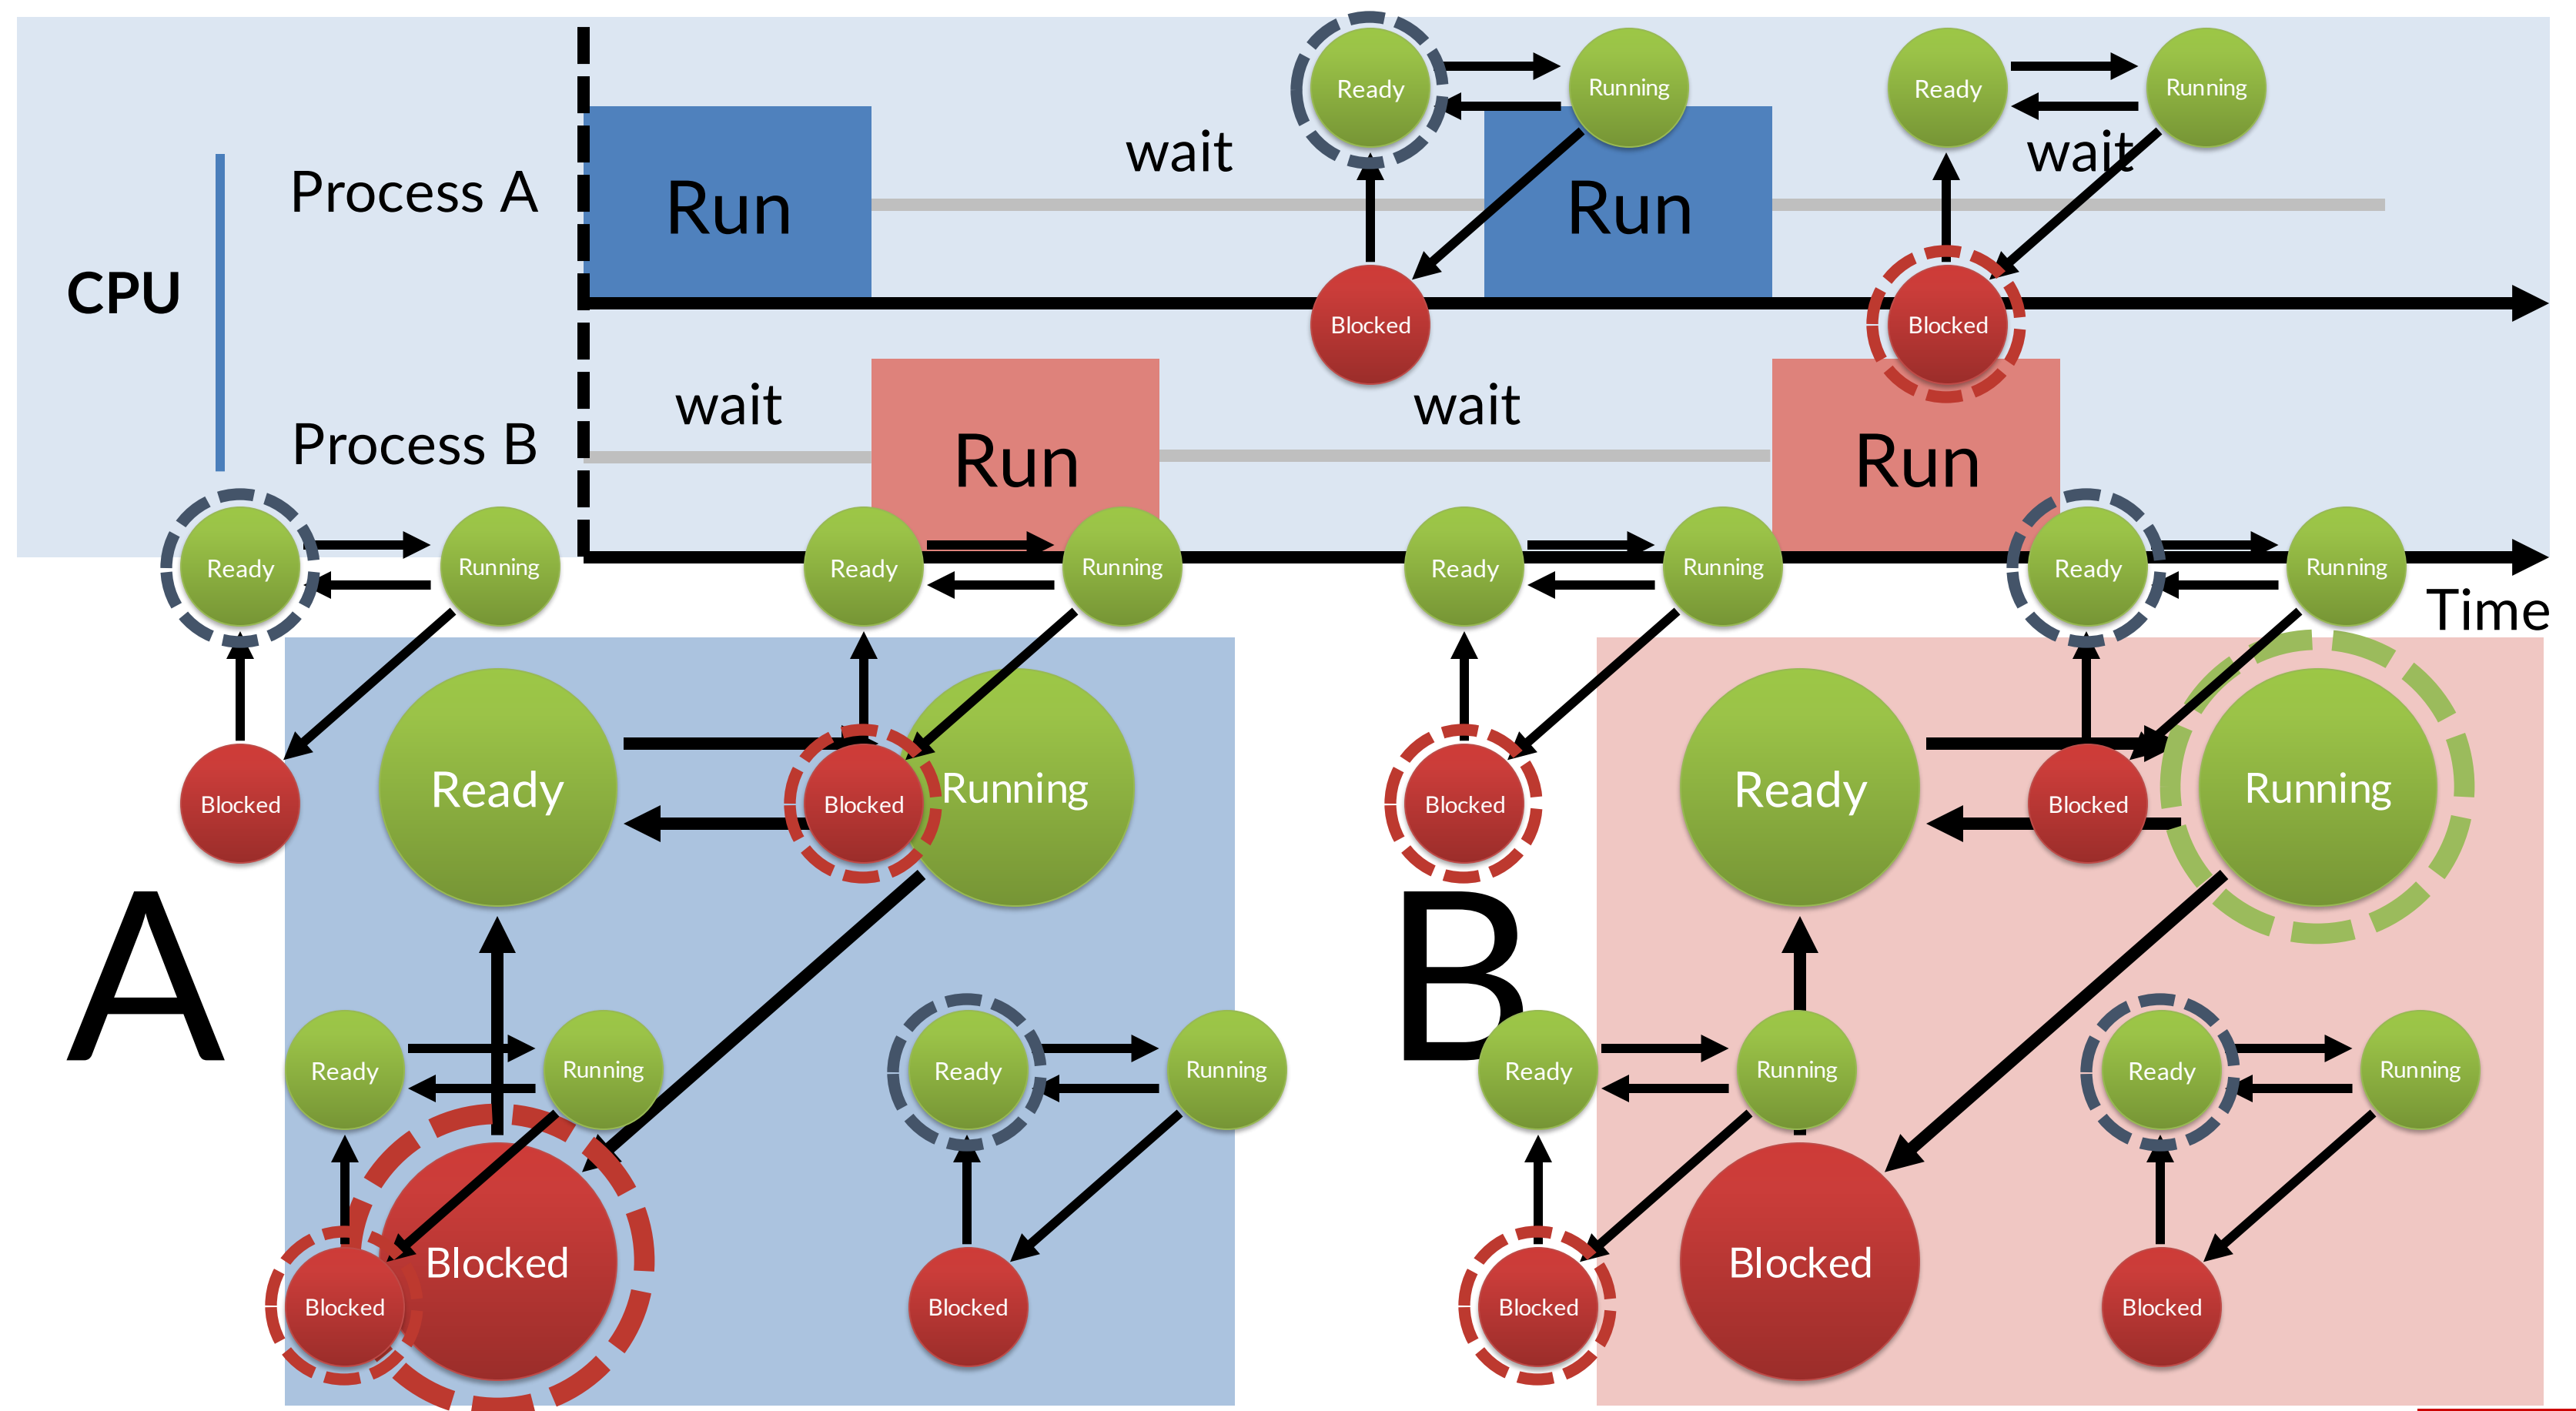 Ready
Running
Ready
Running
wait
wait
Process A
Run
Run
CPU
Blocked
Blocked
wait
wait
Process B
Run
Run
Ready
Running
Ready
Running
Ready
Running
Ready
Running
Time
Ready
Running
Ready
Running
Blocked
Blocked
Blocked
Blocked
A
B
Ready
Running
Ready
Running
Ready
Running
Ready
Running
Blocked
Blocked
Blocked
Blocked
Blocked
Blocked